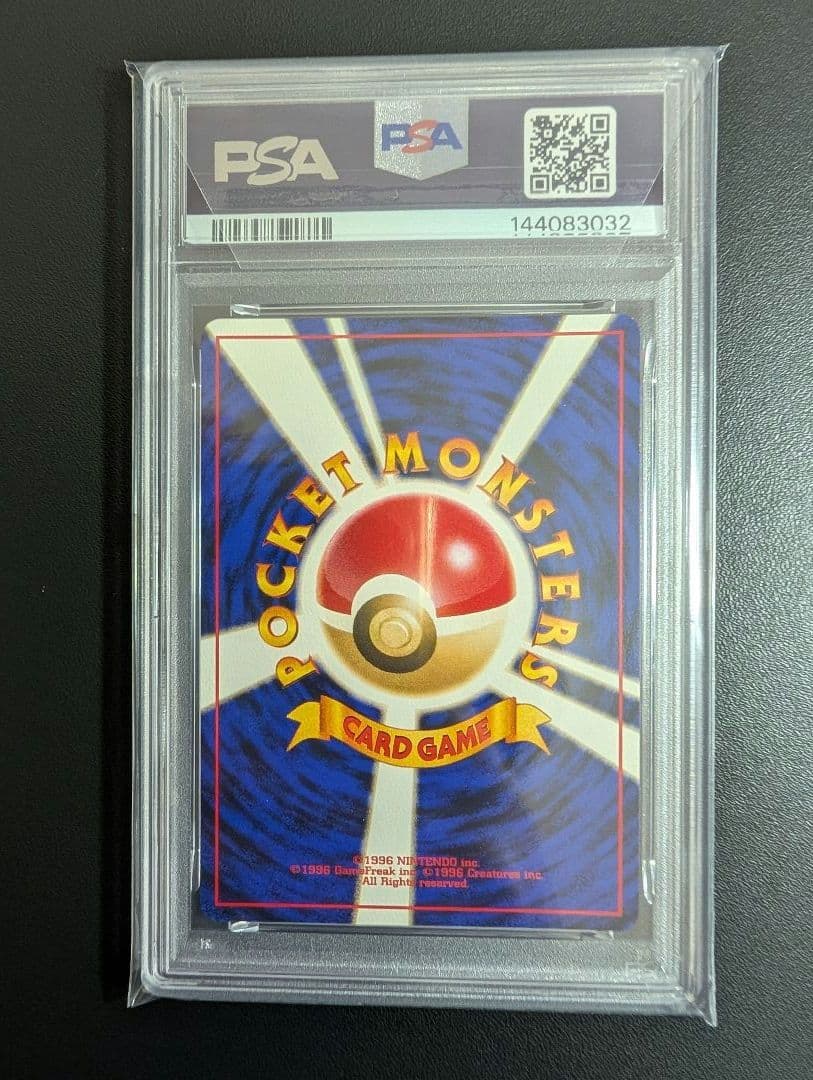 PSA
PSA
144083032
POCKET MONSTERS
CARD GAME
©1996 NINTENDO inc.
©1996 GameFreak inc. ©1996 Creatures inc.
All Rights reserved.